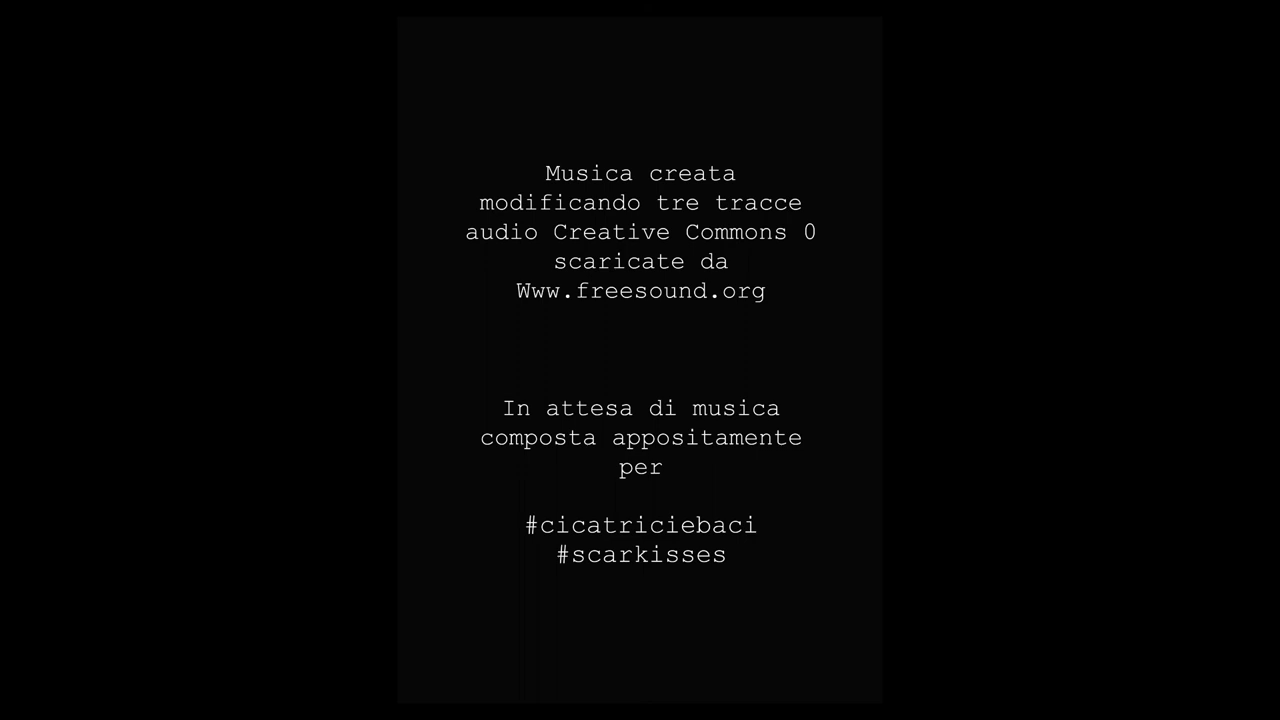 Musica creata
modificando tre tracce
audio Creative Commons 0
scaricate da
Www.freesound.org
In attesa di musica
composta appositamente
per
#cicatriciebaci
#scarkisses